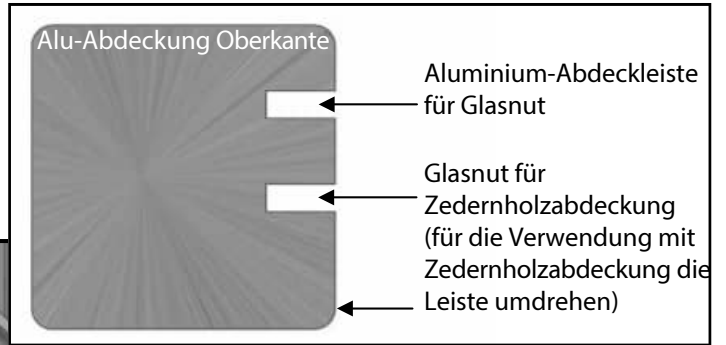 Alu-Abdeckung Oberkante
Aluminium-Abdeckleiste
für Glasnut
Glasnut für
Zedernholzabdeckung
(für die Verwendung mit
Zedernholzabdeckung die
Leiste umdrehen)